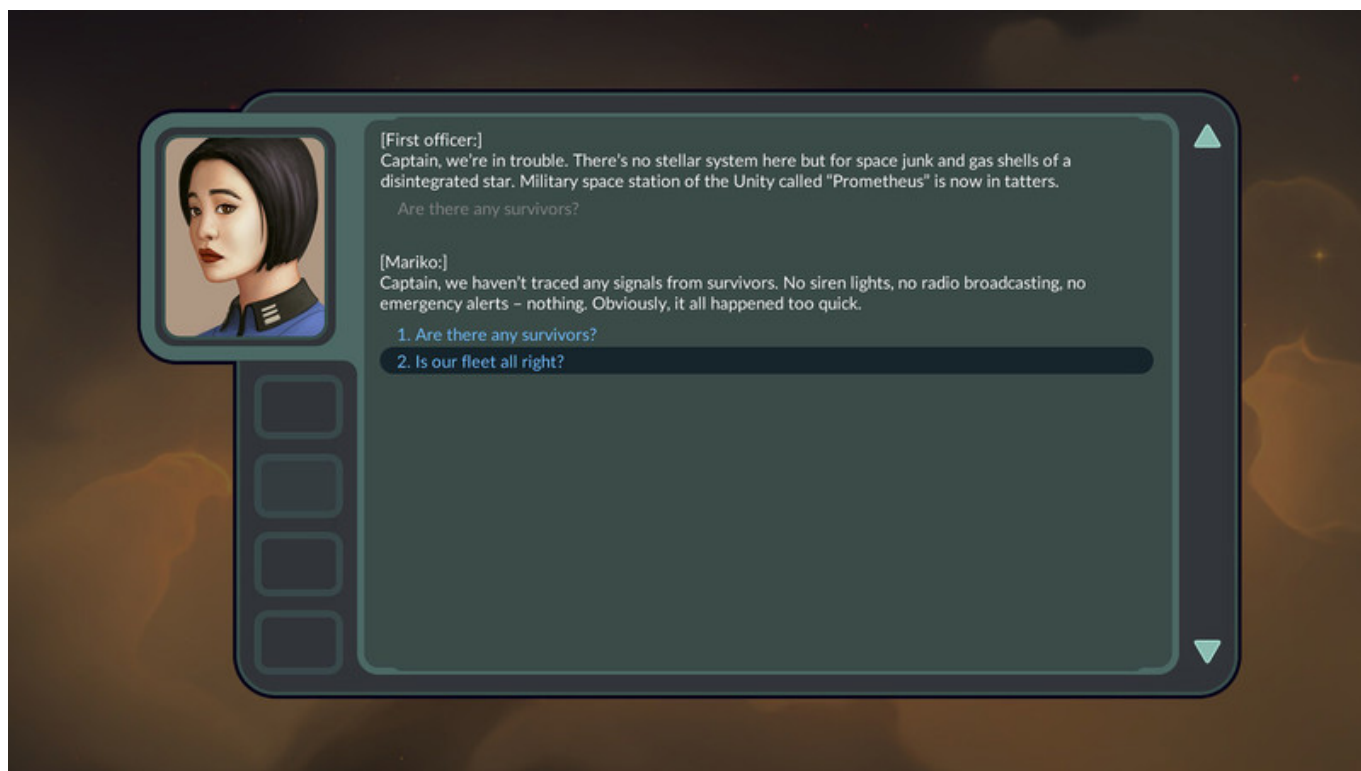 [First officer:]
Captain, we're in trouble. There's no stellar system here but for space junk and gas shells of a
disintegrated star. Military space station of the Unity called "Prometheus" is now in tatters.
Are there any survivors?
[Mariko:]
Captain, we haven't traced any signals from survivors. No siren lights, no radio broadcasting, no
emergency alerts – nothing. Obviously, it all happened too quick.
1. Are there any survivors?
2. Is our fleet all right?